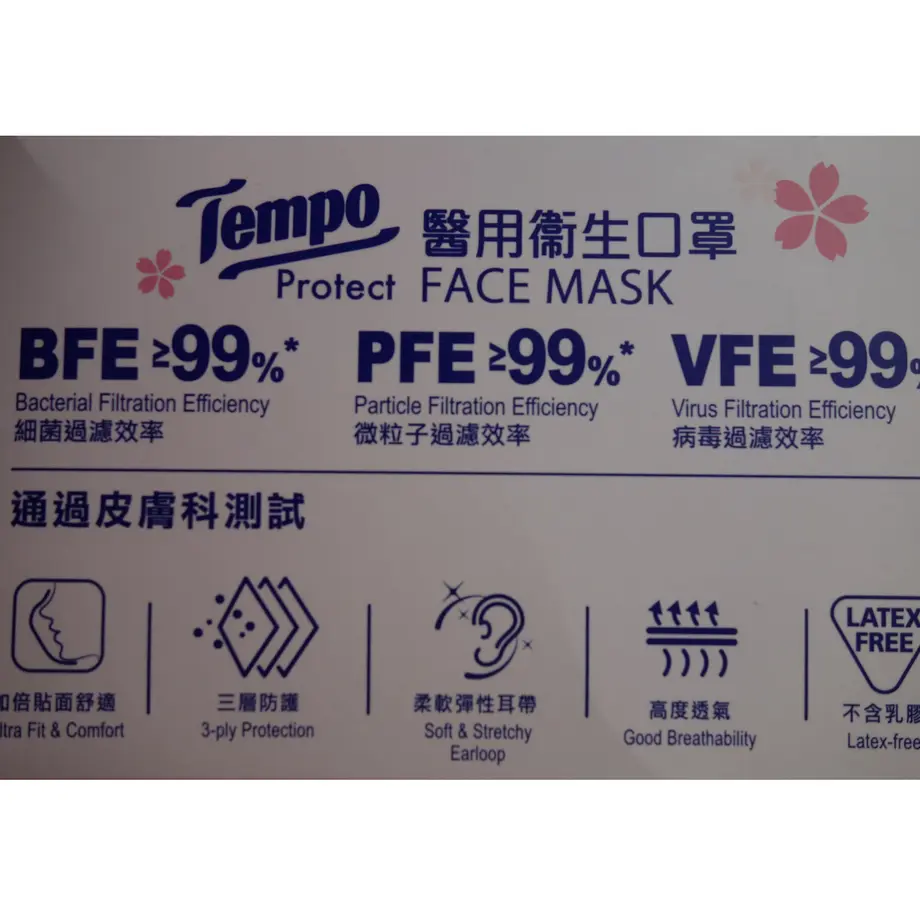 Tempo
醫用衞生口罩
Protect FACE MASK
BFE ≥99%* PFE ≥99%* VFE ≥99%
Bacterial Filtration Efficiency Particle Filtration Efficiency Virus Filtration Efficiency
細菌過濾效率 微粒子過濾效率 病毒過濾效率
通過皮膚科測試
LATEX
FREE
倍貼面舒適 三層防護 柔軟彈性耳帶 高度透氣 不含乳膠
ltra Fit & Comfort 3-ply Protection Soft & Stretchy Good Breathability Latex-free
Earloop